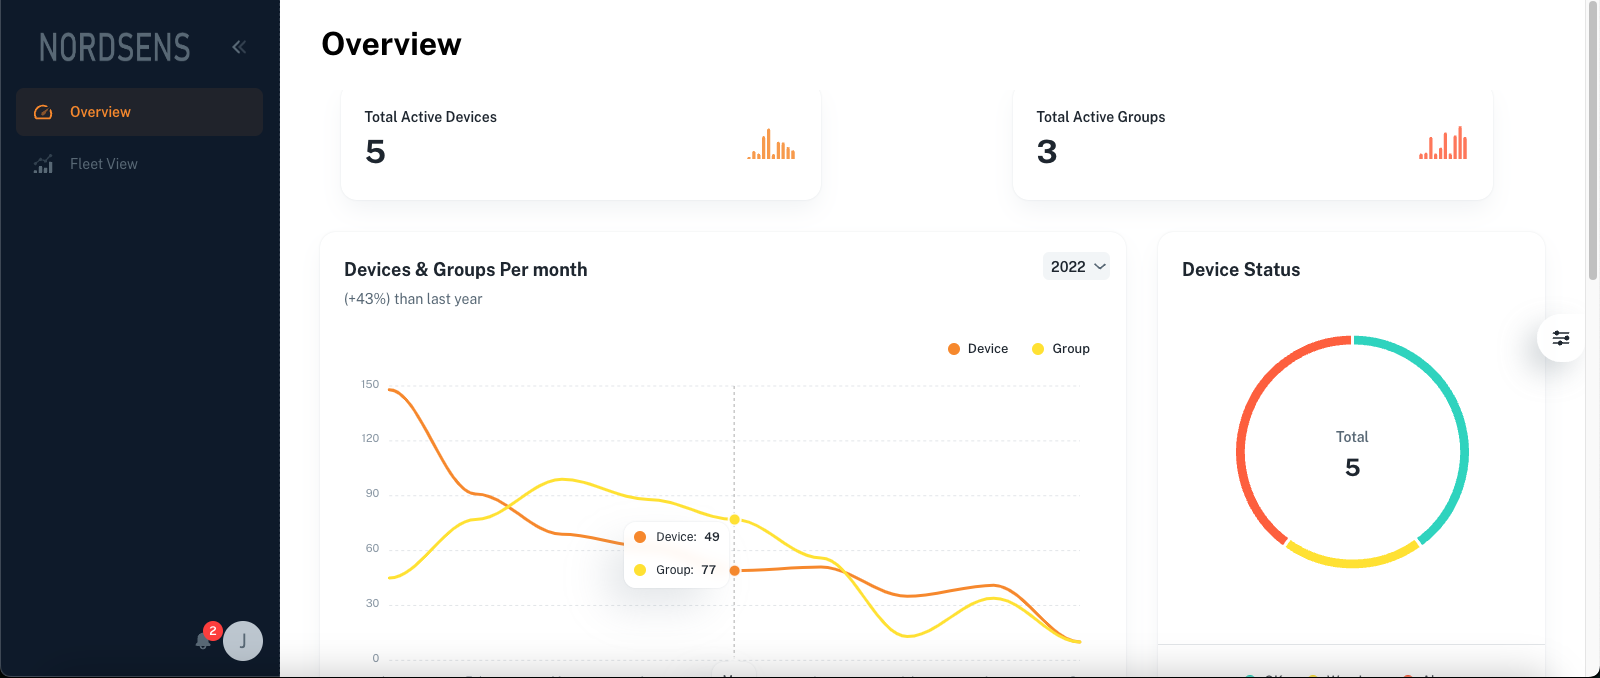 NORDSENS
Overview
Fleet View
2
J
Overview
Total Active Devices
5
Total Active Groups
3
Devices & Groups Per month
(+43%) than last year
2022
Device
Group
150
120
90
60
30
0
Device: 49
Group: 77
Device Status
Total
5